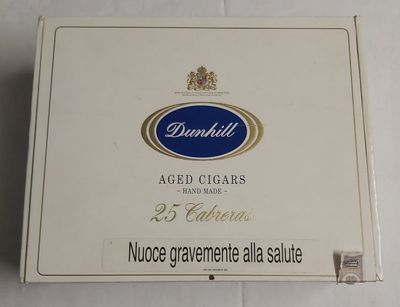 Dunhill
AGED CIGARS
- HAND MADE -
25 Cabreras
Nuoce gravemente alla salute